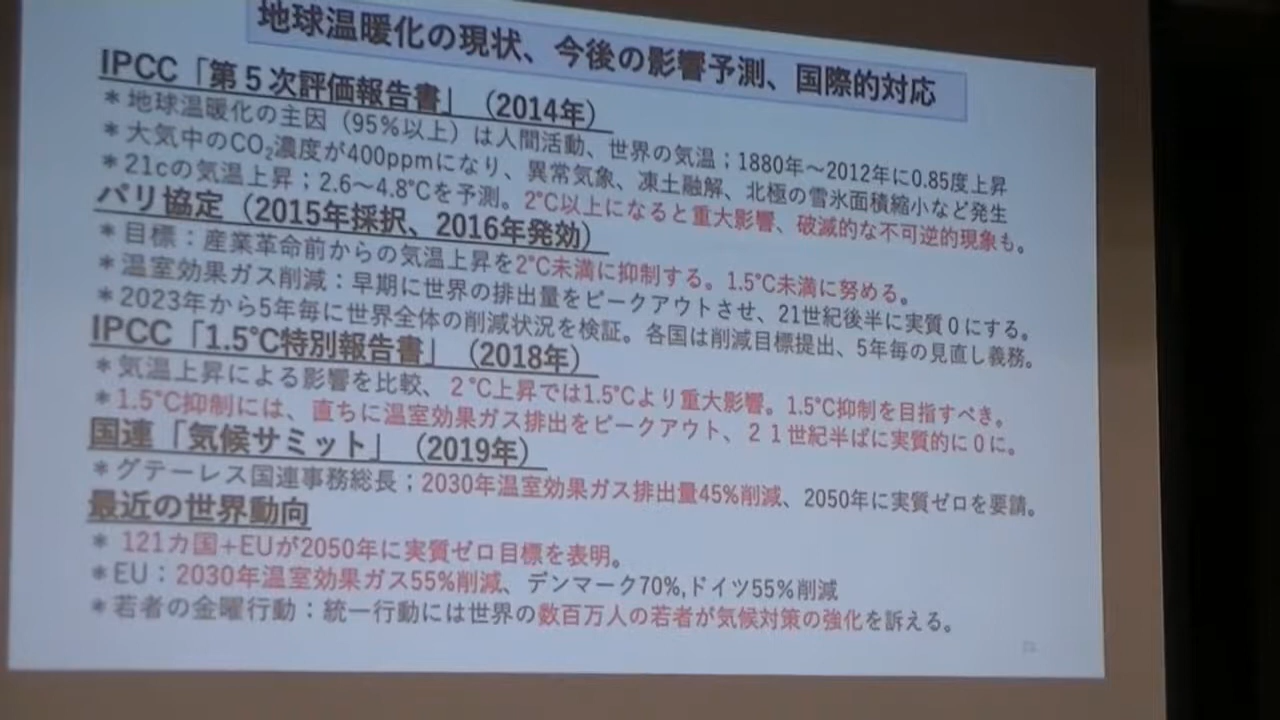 地球温暖化の現状、今後の影響予測、国際的対応
IPCC「第５次評価報告書」（2014年）
＊地球温暖化の主因（95%以上）は人間活動、世界の気温；1880年～2012年に0.85度上昇
＊大気中のCO₂濃度が400ppmになり、異常気象、凍土融解、北極の雪氷面積縮小など発生
＊21cの気温上昇；2.6～4.8℃を予測。2℃以上になると重大影響、破滅的な不可逆的現象も。
パリ協定（2015年採択、2016年発効）
＊目標：産業革命前からの気温上昇を2℃未満に抑制する。1.5℃未満に努める。
＊温室効果ガス削減：早期に世界の排出量をピークアウトさせ、21世紀後半に実質０にする。
＊2023年から5年毎に世界全体の削減状況を検証。各国は削減目標提出、5年毎の見直し義務。
IPCC「1.5℃特別報告書」（2018年）
＊気温上昇による影響を比較、２℃上昇では1.5℃より重大影響。1.5℃抑制を目指すべき。
＊1.5℃抑制には、直ちに温室効果ガス排出をピークアウト、２１世紀半ばに実質的に０に。
国連「気候サミット」（2019年）
＊グテーレス国連事務総長；2030年温室効果ガス排出量45%削減、2050年に実質ゼロを要請。
最近の世界動向
＊ 121カ国+EUが2050年に実質ゼロ目標を表明。
＊EU：2030年温室効果ガス55%削減、デンマーク70%,ドイツ55%削減
＊若者の金曜行動：統一行動には世界の数百万人の若者が気候対策の強化を訴える。